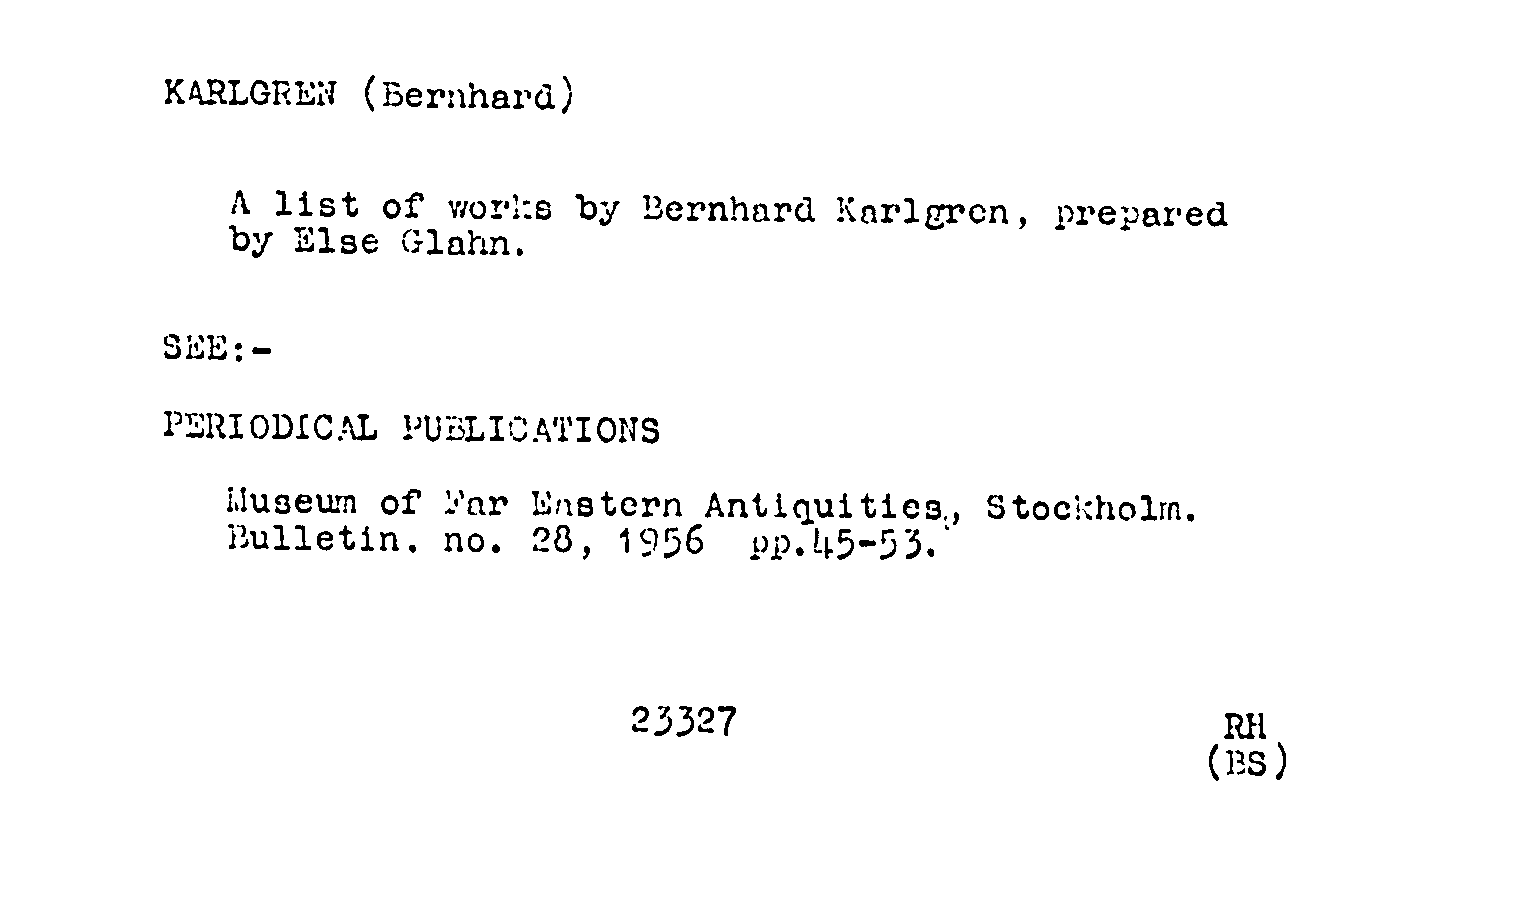 KARLGREN (Bernhard)
A list of works by Bernhard Karlgren, prepared
by Else Glahn.
SEE:-
PERIODICAL PUBLICATIONS
Museum of Far Eastern Antiquities, Stockholm.
Bulletin. no. 28, 1956 pp.45-53.
23327
RH
(BS)